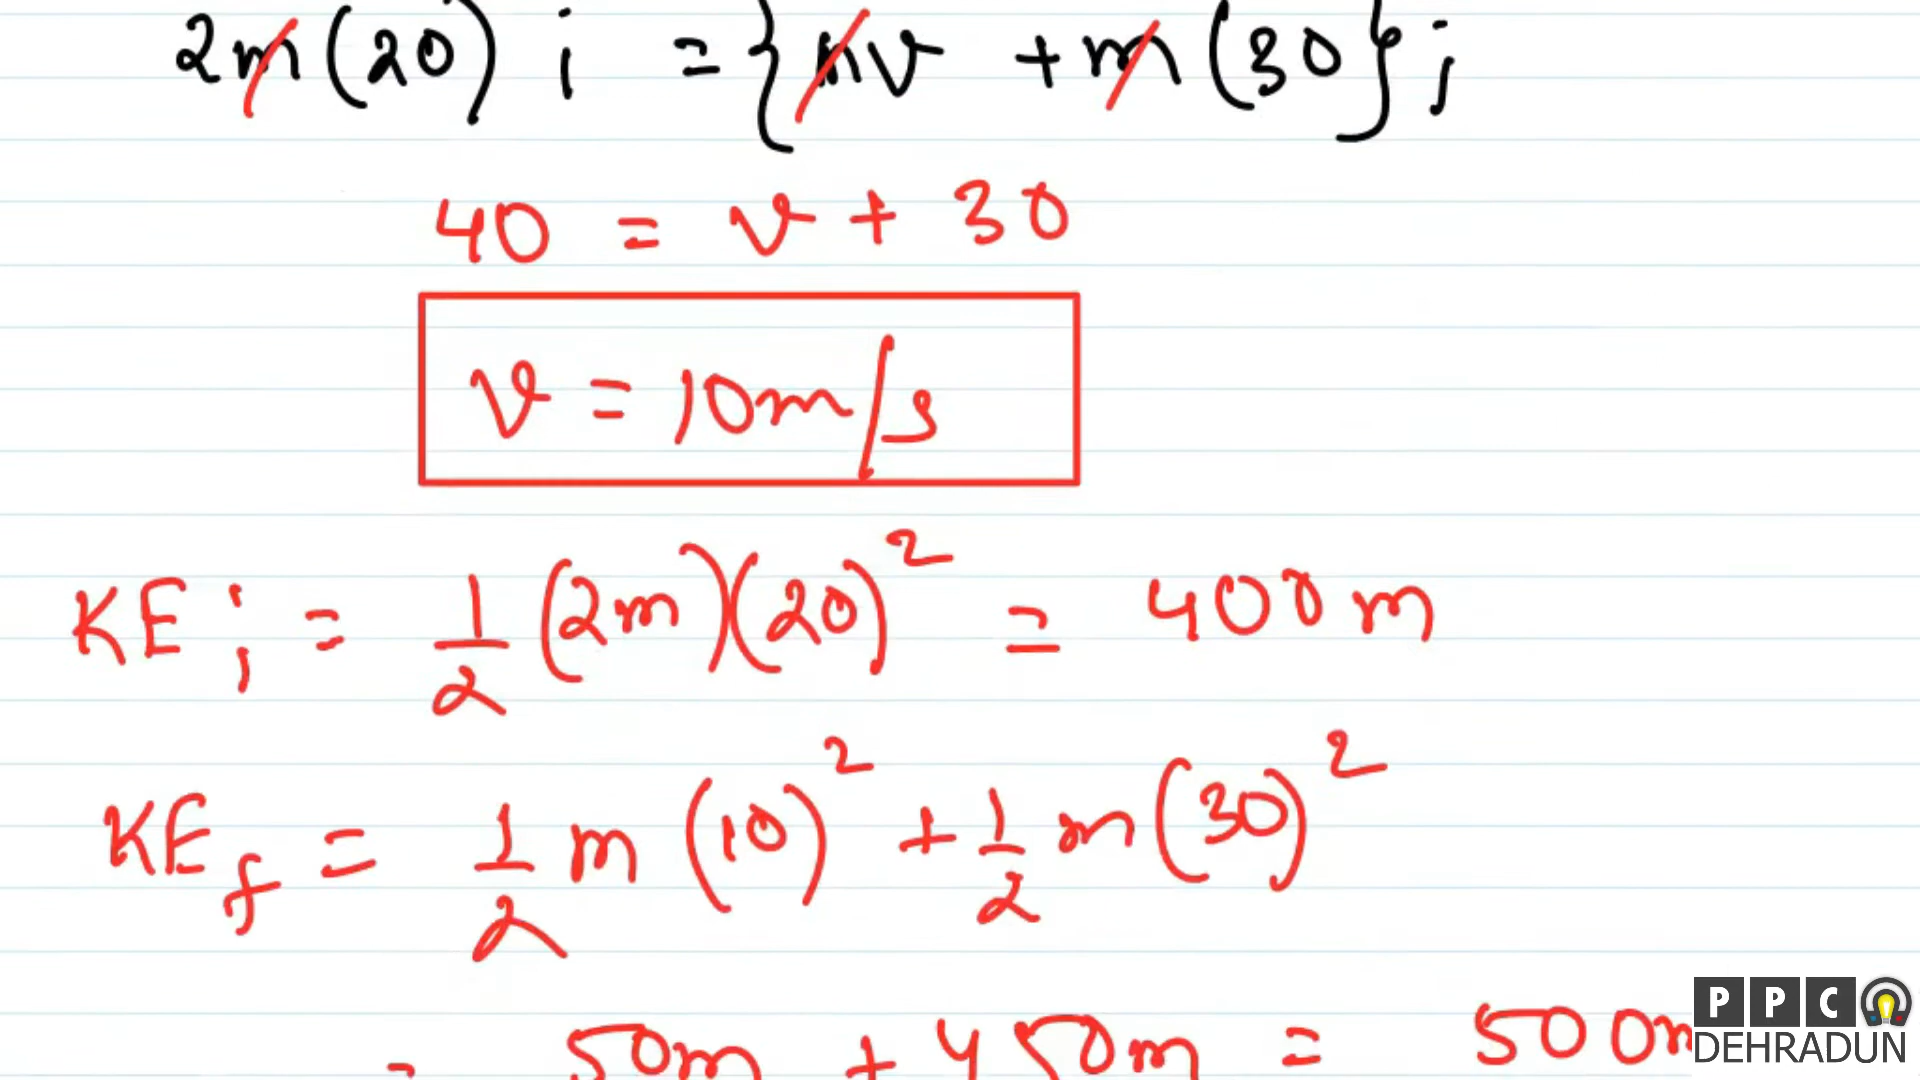 2m(20) i = {mv + m(30} i
40 = v + 30
v = 10m/s
KEi = 1/2 (2m)(20)² = 400m
KEf = 1/2 m(10)² + 1/2 m(30)²
= 50m + 450m = 500m
PPC
DEHRADUN